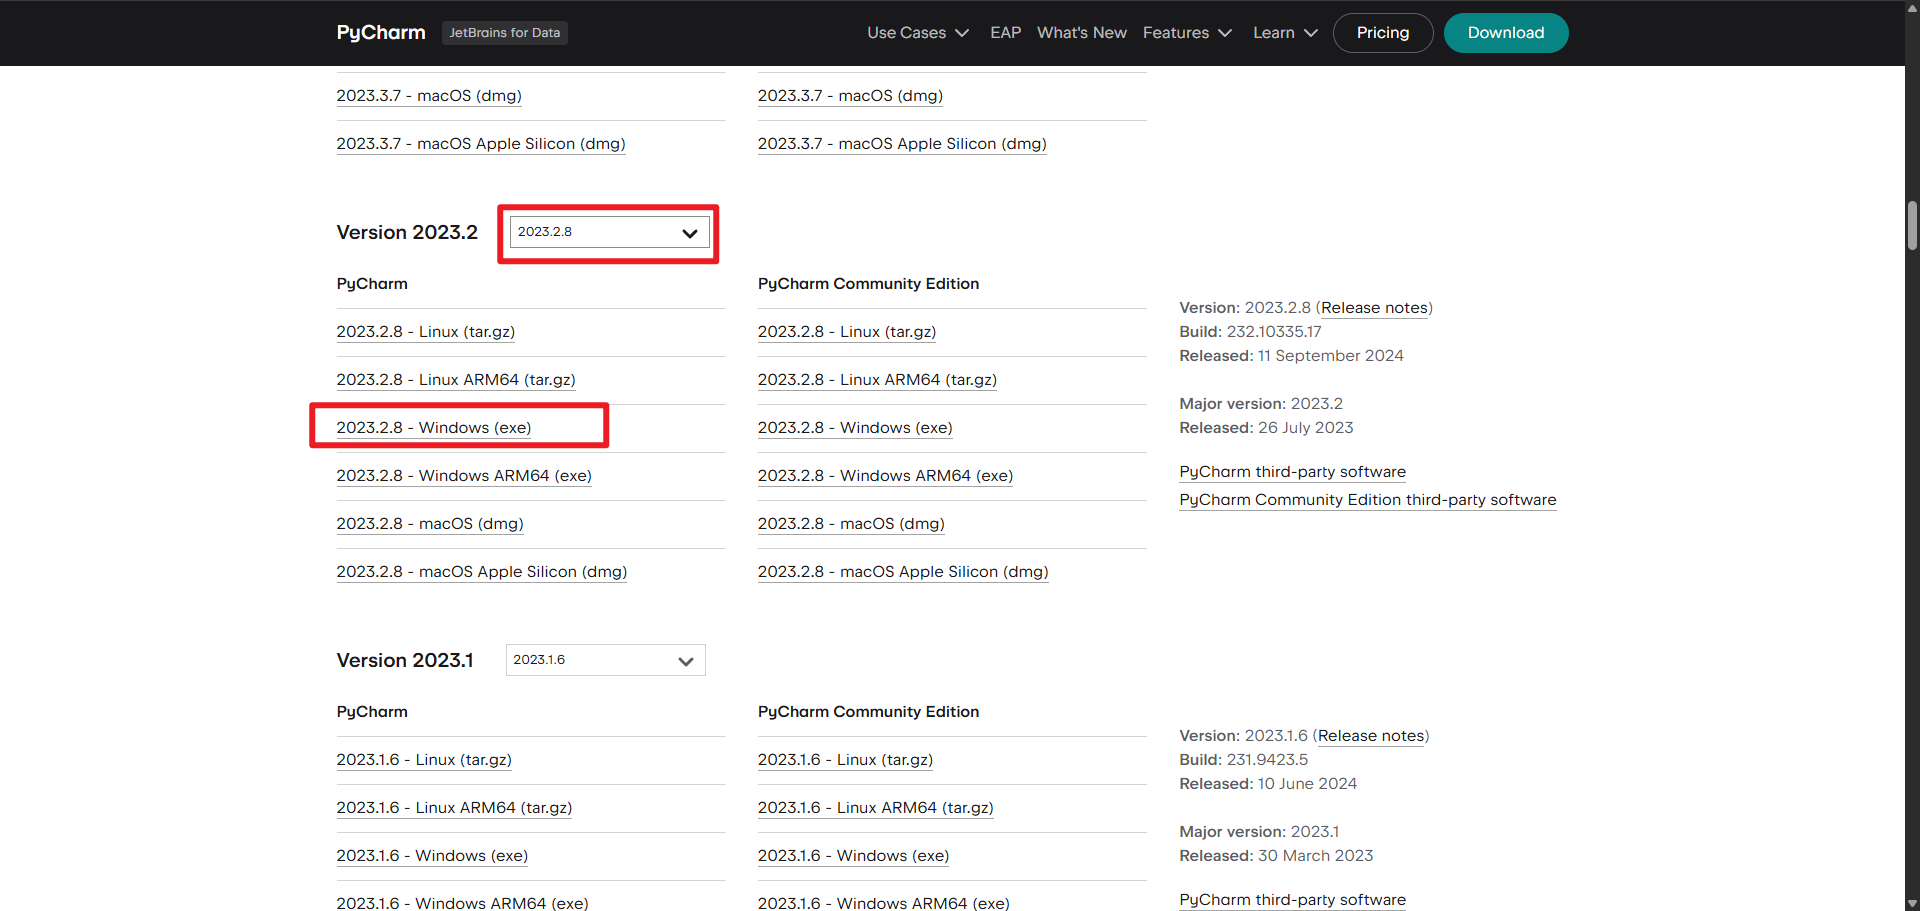 PyCharm
JetBrains for Data
Use Cases
EAP
What's New
Features
Learn
Pricing
Download
2023.3.7 - macOS (dmg)
2023.3.7 - macOS (dmg)
2023.3.7 - macOS Apple Silicon (dmg)
2023.3.7 - macOS Apple Silicon (dmg)
Version 2023.2
2023.2.8
PyCharm
2023.2.8 - Linux (tar.gz)
2023.2.8 - Linux ARM64 (tar.gz)
2023.2.8 - Windows (exe)
2023.2.8 - Windows ARM64 (exe)
2023.2.8 - macOS (dmg)
2023.2.8 - macOS Apple Silicon (dmg)
PyCharm Community Edition
2023.2.8 - Linux (tar.gz)
2023.2.8 - Linux ARM64 (tar.gz)
2023.2.8 - Windows (exe)
2023.2.8 - Windows ARM64 (exe)
2023.2.8 - macOS (dmg)
2023.2.8 - macOS Apple Silicon (dmg)
Version: 2023.2.8 (Release notes)
Build: 232.10335.17
Released: 11 September 2024
Major version: 2023.2
Released: 26 July 2023
PyCharm third-party software
PyCharm Community Edition third-party software
Version 2023.1
2023.1.6
PyCharm
2023.1.6 - Linux (tar.gz)
2023.1.6 - Linux ARM64 (tar.gz)
2023.1.6 - Windows (exe)
2023.1.6 - Windows ARM64 (exe)
PyCharm Community Edition
2023.1.6 - Linux (tar.gz)
2023.1.6 - Linux ARM64 (tar.gz)
2023.1.6 - Windows (exe)
2023.1.6 - Windows ARM64 (exe)
Version: 2023.1.6 (Release notes)
Build: 231.9423.5
Released: 10 June 2024
Major version: 2023.1
Released: 30 March 2023
PyCharm third-party software